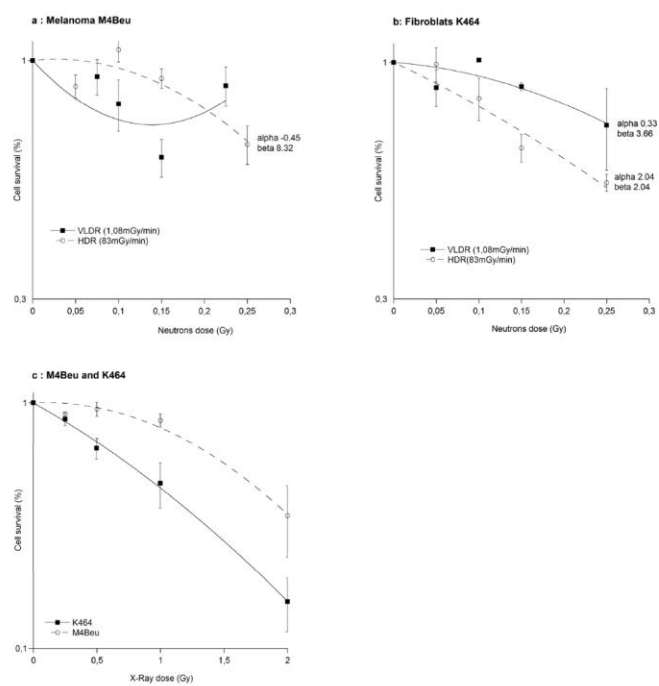 a : Melanoma M4Beu
1
Cell survival (%)
alpha -0.45
beta 8.32
VLDR (1,08mGy/min)
HDR (83mGy/min)
0,3
0
0,05
0,1
0,15
0,2
0,25
0,3
Neutrons dose (Gy)
b: Fibroblats K464
1
Cell survival (%)
alpha 0.33
beta 3.66
alpha 2.04
beta 2.04
VLDR (1,08mGy/min)
HDR(83mGy/min)
0,3
0
0,05
0,1
0,15
0,2
0,25
0,3
Neutrons dose (Gy)
c : M4Beu and K464
1
Cell survival (%)
K464
M4Beu
0,1
0
0,5
1
1,5
2
X-Ray dose (Gy)